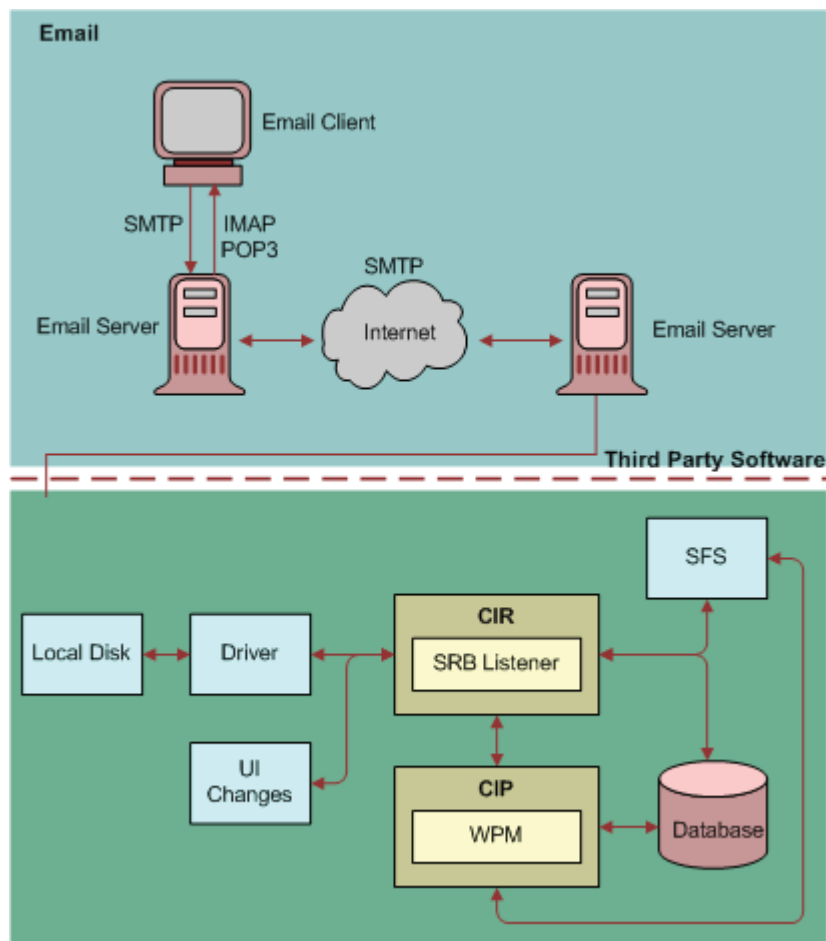 Email
Email Client
SMTP
IMAP
POP3
SMTP
Email Server
Internet
Email Server
Third Party Software
SFS
CIR
Local Disk
Driver
SRB Listener
UI
Changes
CIP
WPM
Database